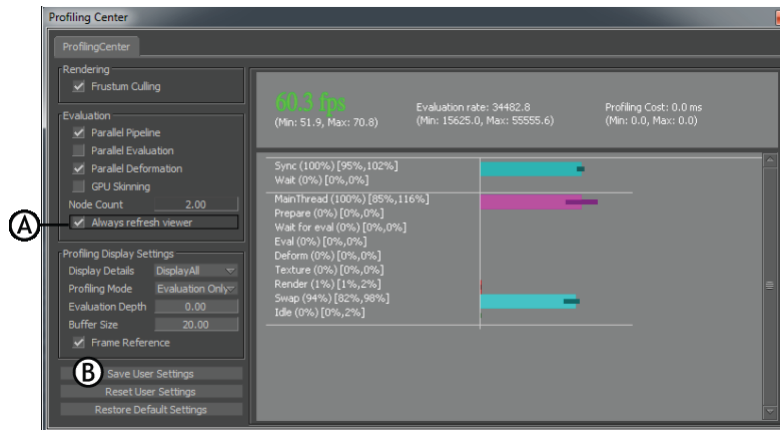 Profiling Center
ProfilingCenter
Rendering
Frustum Culling
Evaluation
Parallel Pipeline
Parallel Evaluation
Parallel Deformation
GPU Skinning
Node Count 2.00
A
Always refresh viewer
Profiling Display Settings
Display Details DisplayAll
Profiling Mode Evaluation Only
Evaluation Depth 0.00
Buffer Size 20.00
Frame Reference
B
Save User Settings
Reset User Settings
Restore Default Settings
60.3 fps
(Min: 51.9, Max: 70.8)
Evaluation rate: 34482.8
(Min: 15625.0, Max: 55555.6)
Profiling Cost: 0.0 ms
(Min: 0.0, Max: 0.0)
Sync (100%) [95%,102%]
Wait (0%) [0%,0%]
MainThread (100%) [85%,116%]
Prepare (0%) [0%,0%]
Wait for eval (0%) [0%,0%]
Eval (0%) [0%,0%]
Deform (0%) [0%,0%]
Texture (0%) [0%,0%]
Render (1%) [1%,2%]
Swap (94%) [82%,98%]
Idle (0%) [0%,2%]